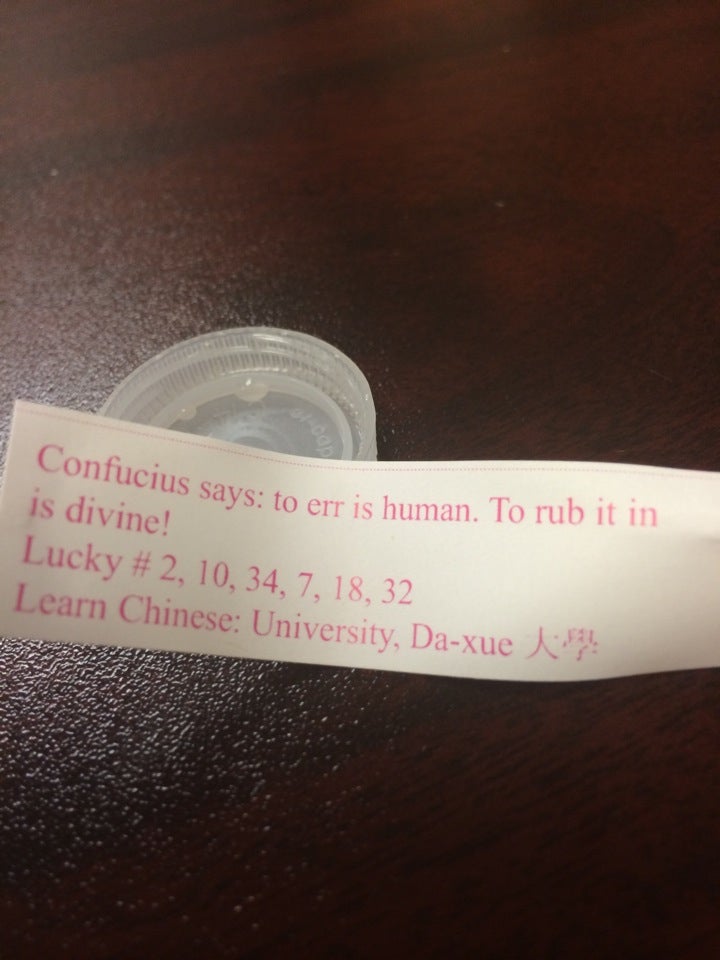 Confucius says: to err is human. To rub it in
is divine!
Lucky # 2, 10, 34, 7, 18, 32
Learn Chinese: University, Da-xue 大學